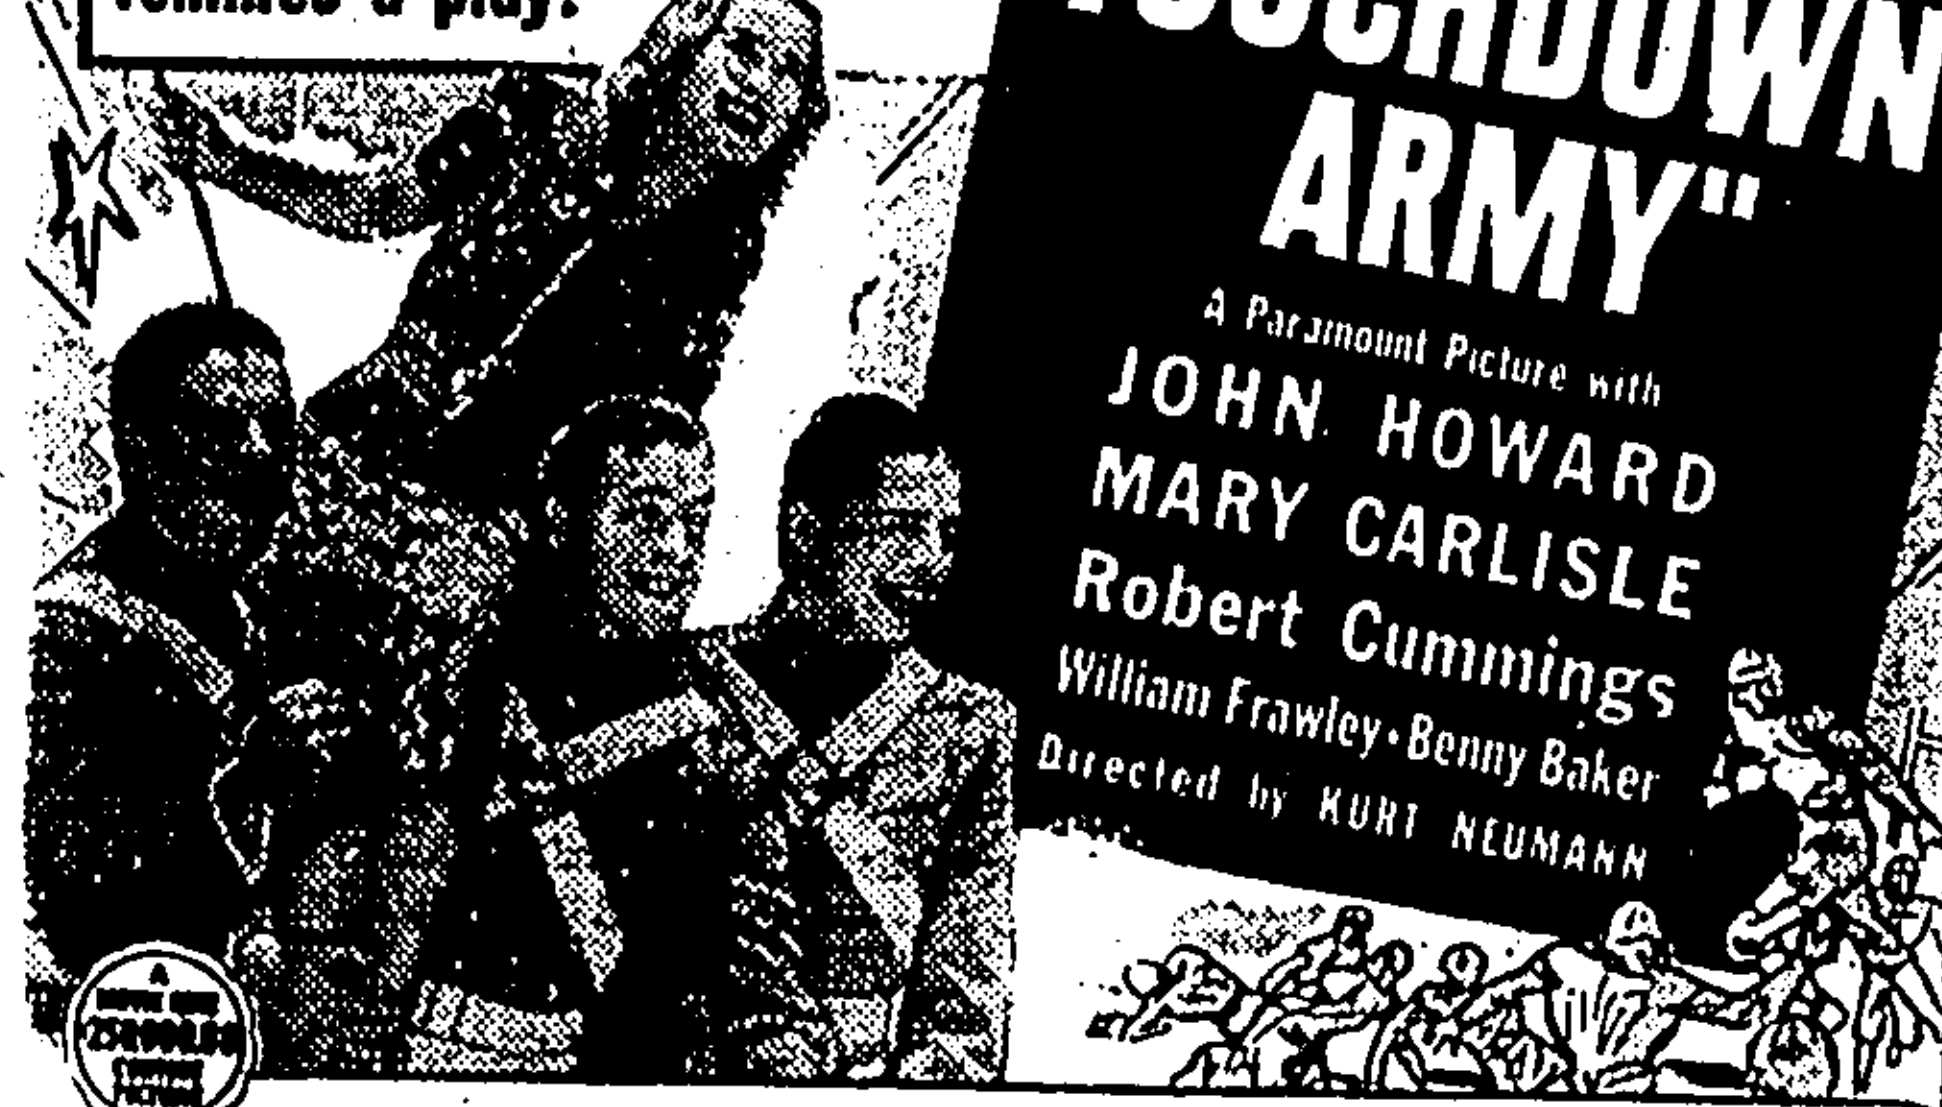 a play.
TOUCHDOWN
ARMY"
A Paramount Picture with
JOHN HOWARD
MARY CARLISLE
Robert Cummings
William Frawley • Benny Baker
Directed by KURT NEUMANN
A